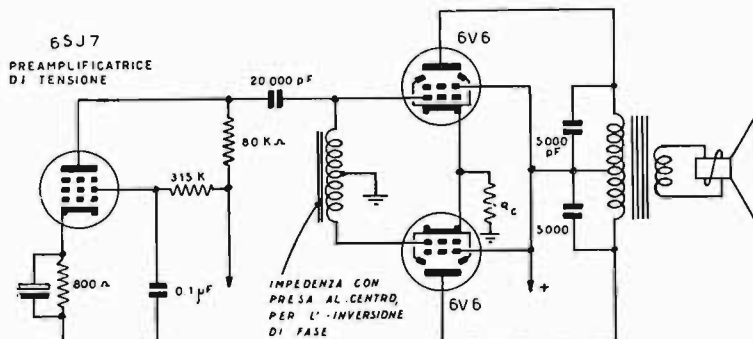 6SJ7
PREAMPLIFICATRICE
DI TENSIONE
20 000 pF
6V6
80 KΩ
315 K
5000
pF
5000
Rc
800Ω
0.1 µF
+
IMPEDENZA CON
PRESA AL CENTRO,
PER L'-INVERSIONE
DI FASE
6V6